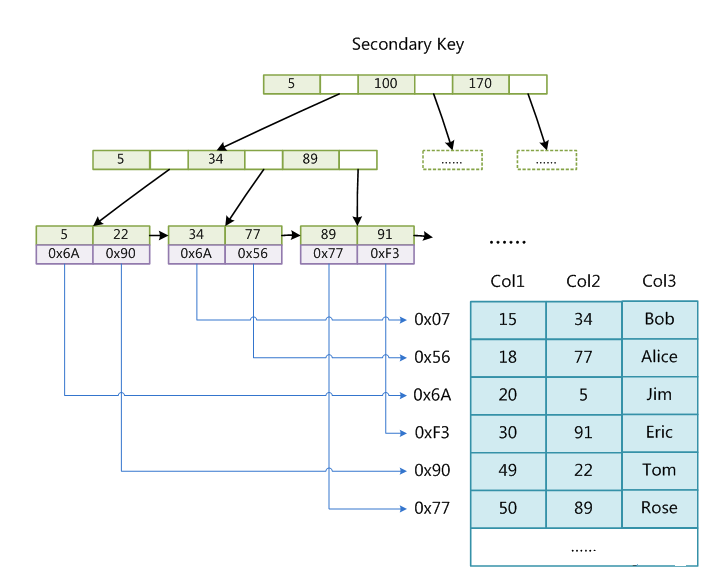 Secondary Key
5 100 170
5 34 89
...... ......
5 22 34 77 89 91
0x6A 0x90 0x6A 0x56 0x77 0xF3
......
Col1 Col2 Col3
0x07 15 34 Bob
0x56 18 77 Alice
0x6A 20 5 Jim
0xF3 30 91 Eric
0x90 49 22 Tom
0x77 50 89 Rose
......